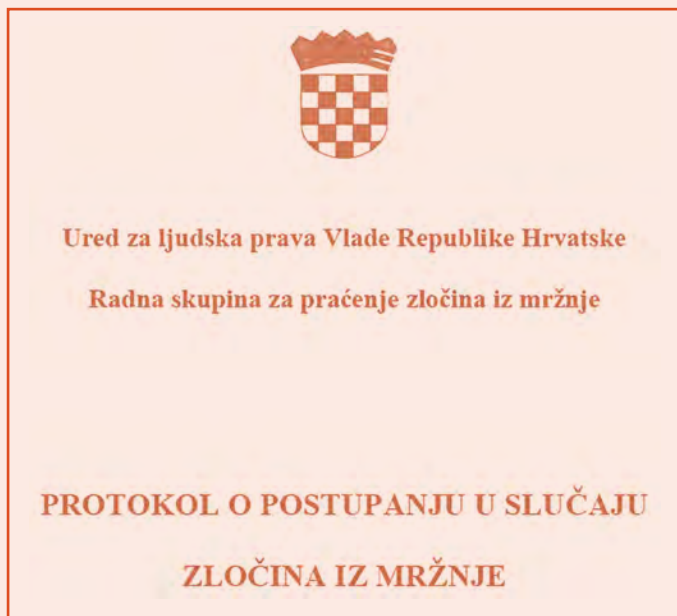 Ured za ljudska prava Vlade Republike Hrvatske
Radna skupina za praćenje zločina iz mržnje
PROTOKOL O POSTUPANJU U SLUČAJU
ZLOČINA IZ MRŽNJE